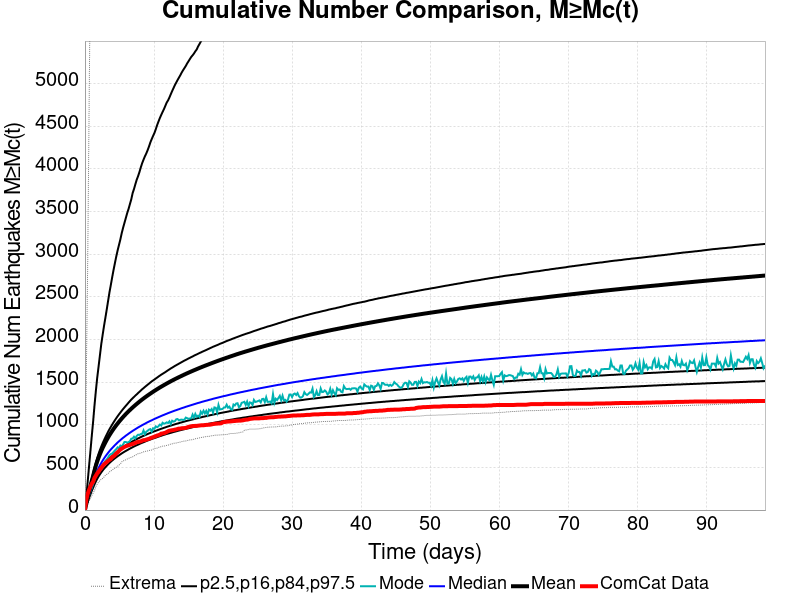 Cumulative Number Comparison, M≥Mc(t)
Cumulative Num Earthquakes M≥Mc(t)
5000
4500
4000
3500
3000
2500
2000
1500
1000
500
0
0 10 20 30 40 50 60 70 80 90
Time (days)
Extrema p2.5,p16,p84,p97.5 Mode Median Mean ComCat Data